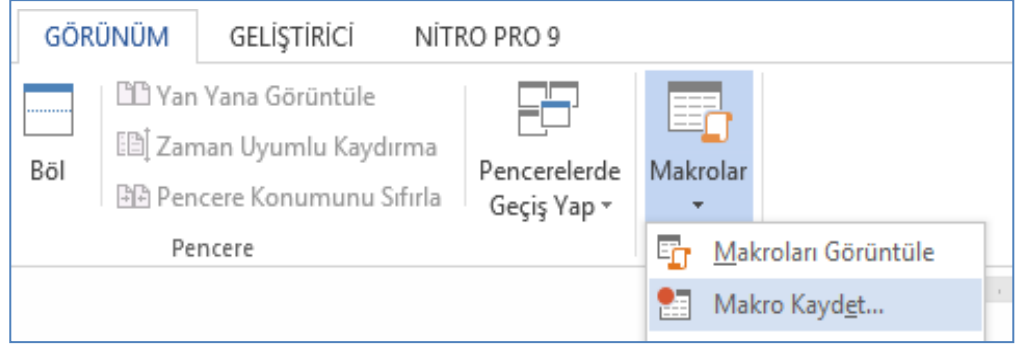 GÖRÜNÜM GELİŞTİRİCİ NİTRO PRO 9
Böl
Yan Yana Görüntüle
Zaman Uyumlu Kaydırma
Pencere Konumunu Sıfırla
Pencere
Pencerelerde
Geçiş Yap
Makrolar
Makroları Görüntüle
Makro Kaydet...